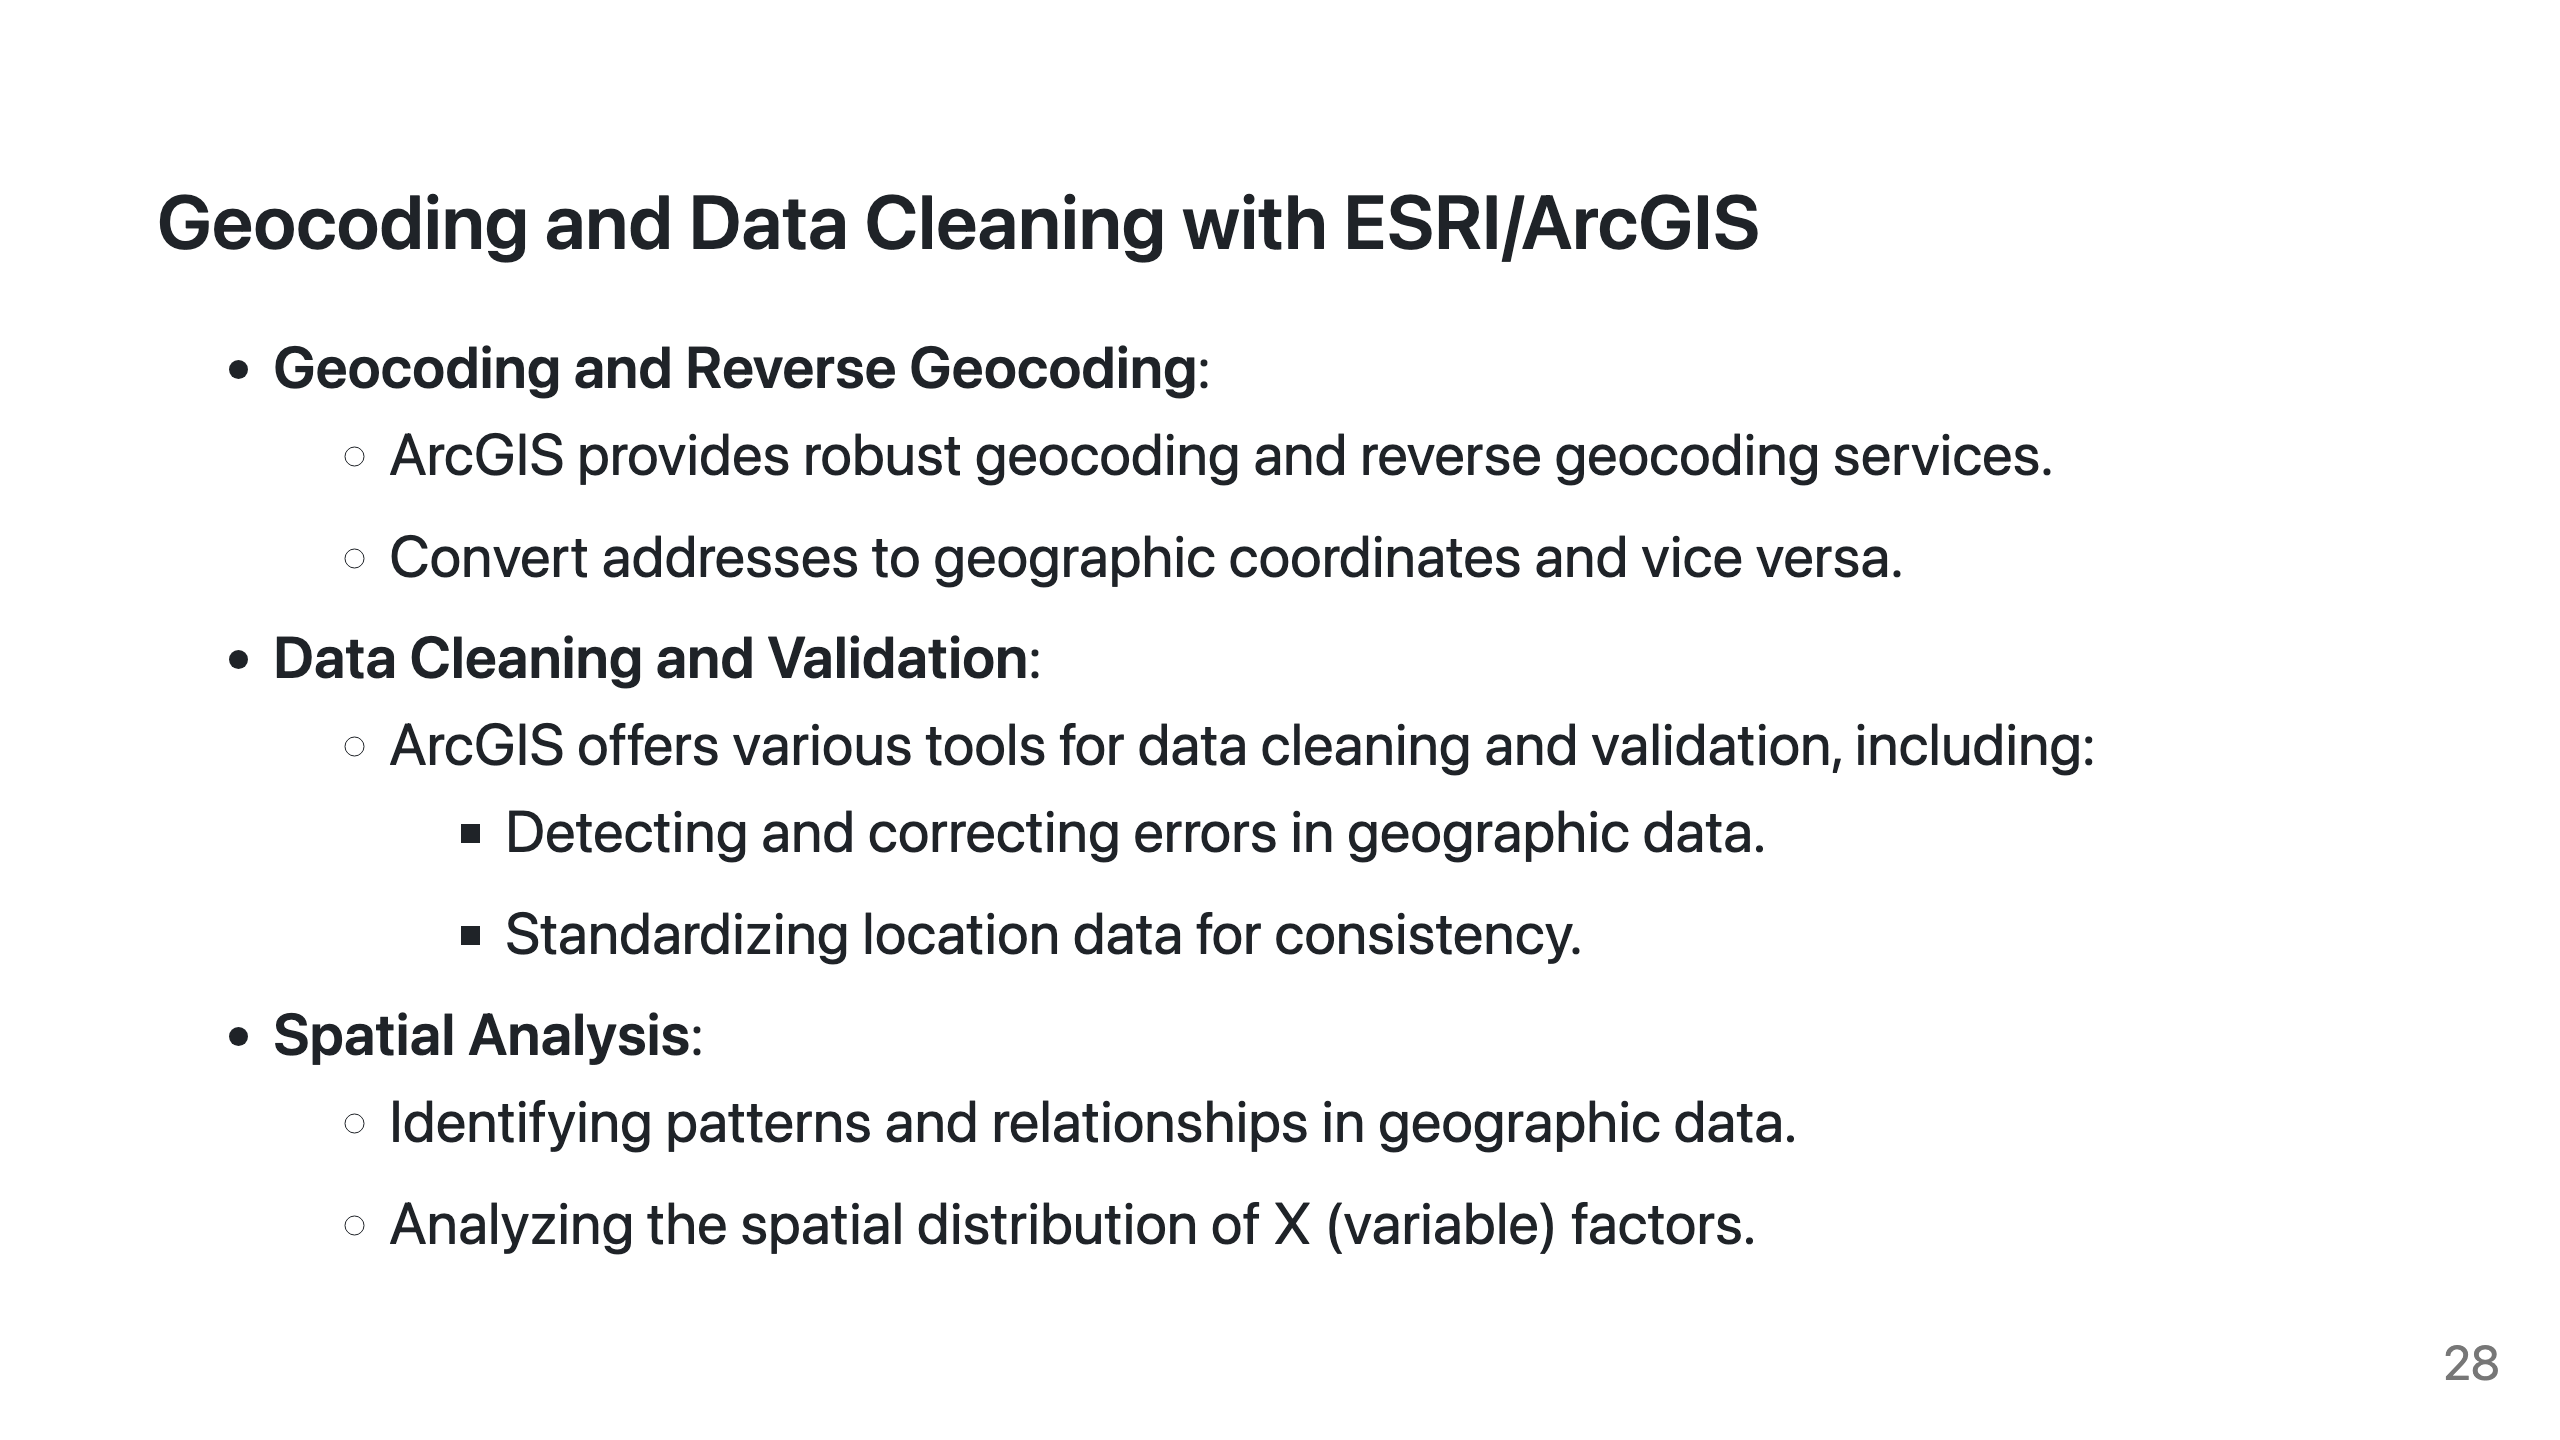 Geocoding and Data Cleaning with ESRI/ArcGIS
• Geocoding and Reverse Geocoding:
○ ArcGIS provides robust geocoding and reverse geocoding services.
○ Convert addresses to geographic coordinates and vice versa.
• Data Cleaning and Validation:
○ ArcGIS offers various tools for data cleaning and validation, including:
▪ Detecting and correcting errors in geographic data.
▪ Standardizing location data for consistency.
• Spatial Analysis:
○ Identifying patterns and relationships in geographic data.
○ Analyzing the spatial distribution of X (variable) factors.
28